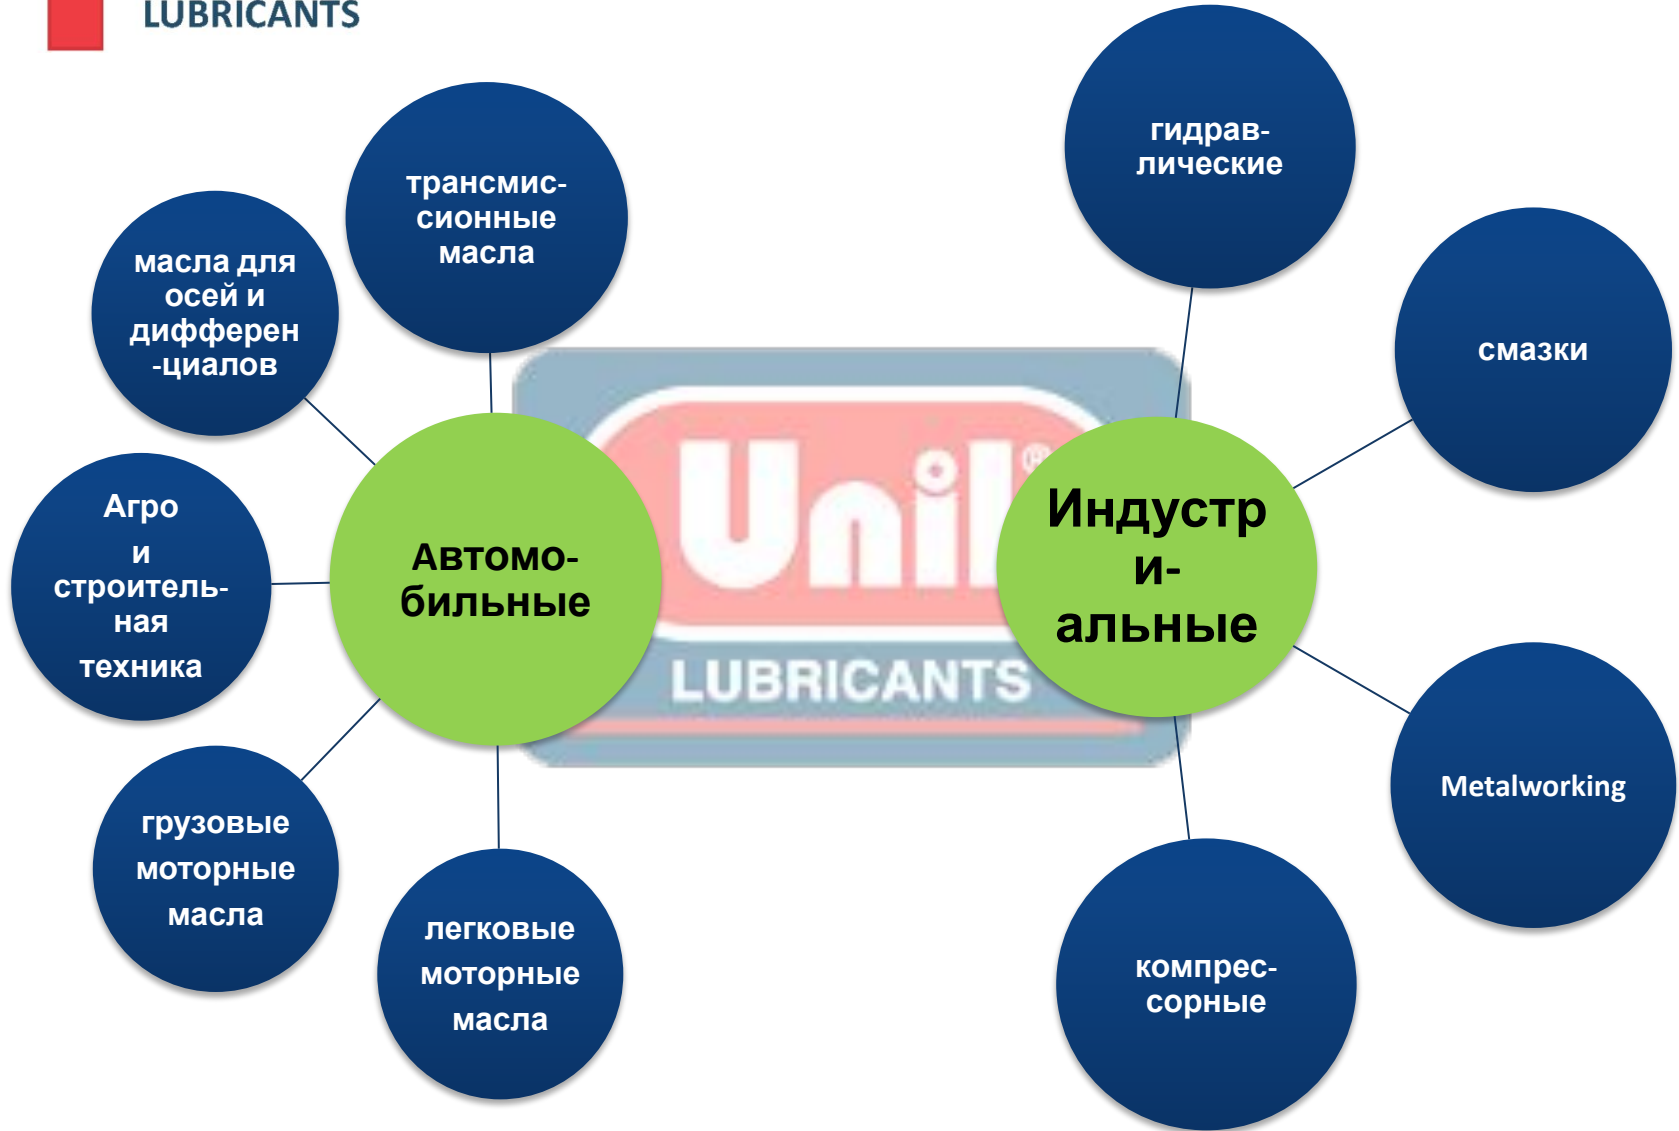 LUBRICANTS
трансмис-
сионные
масла
масла для
осей и
дифферен
-циалов
Агро
и
строитель-
ная
техника
грузовые
моторные
масла
легковые
моторные
масла
Автомо-
бильные
Unil®
LUBRICANTS
Индустр
и-
альные
гидрав-
лические
смазки
Metalworking
компрес-
сорные